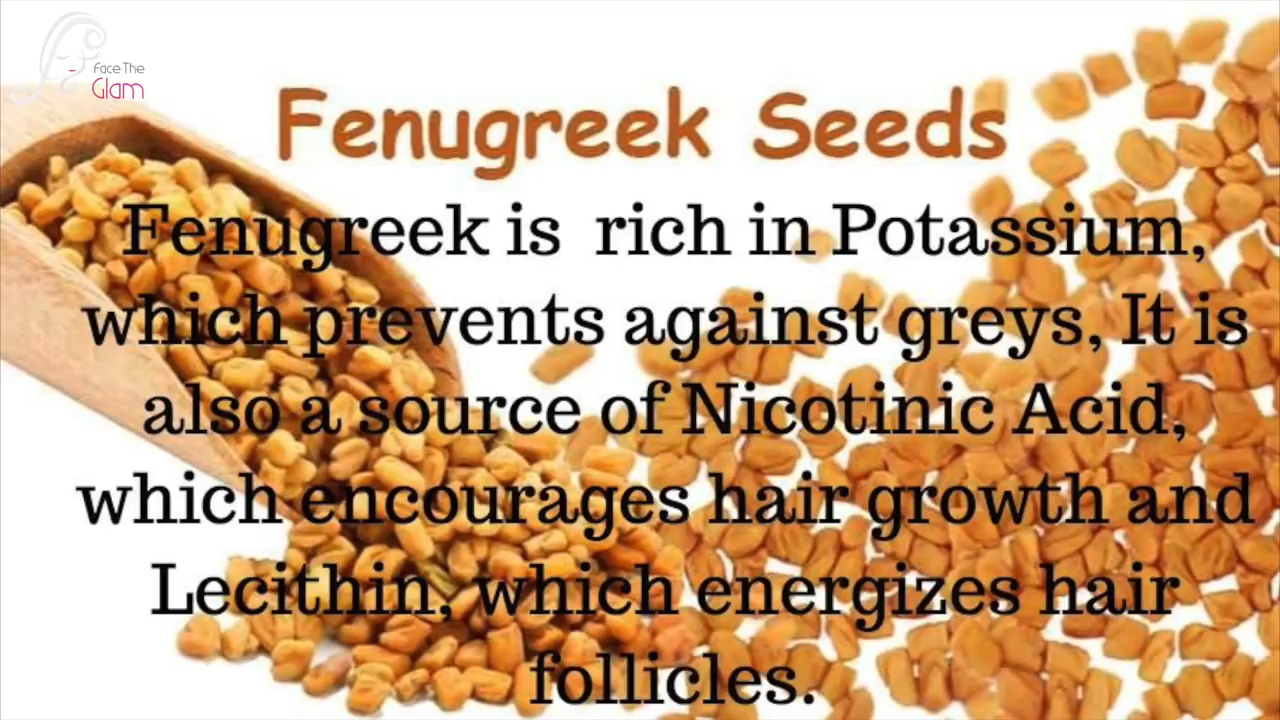 Face The
Glam
Fenugreek Seeds
Fenugreek is rich in Potassium,
which prevents against greys, It is
also a source of Nicotinic Acid,
which encourages hair growth and
Lecithin, which energizes hair
follicles.